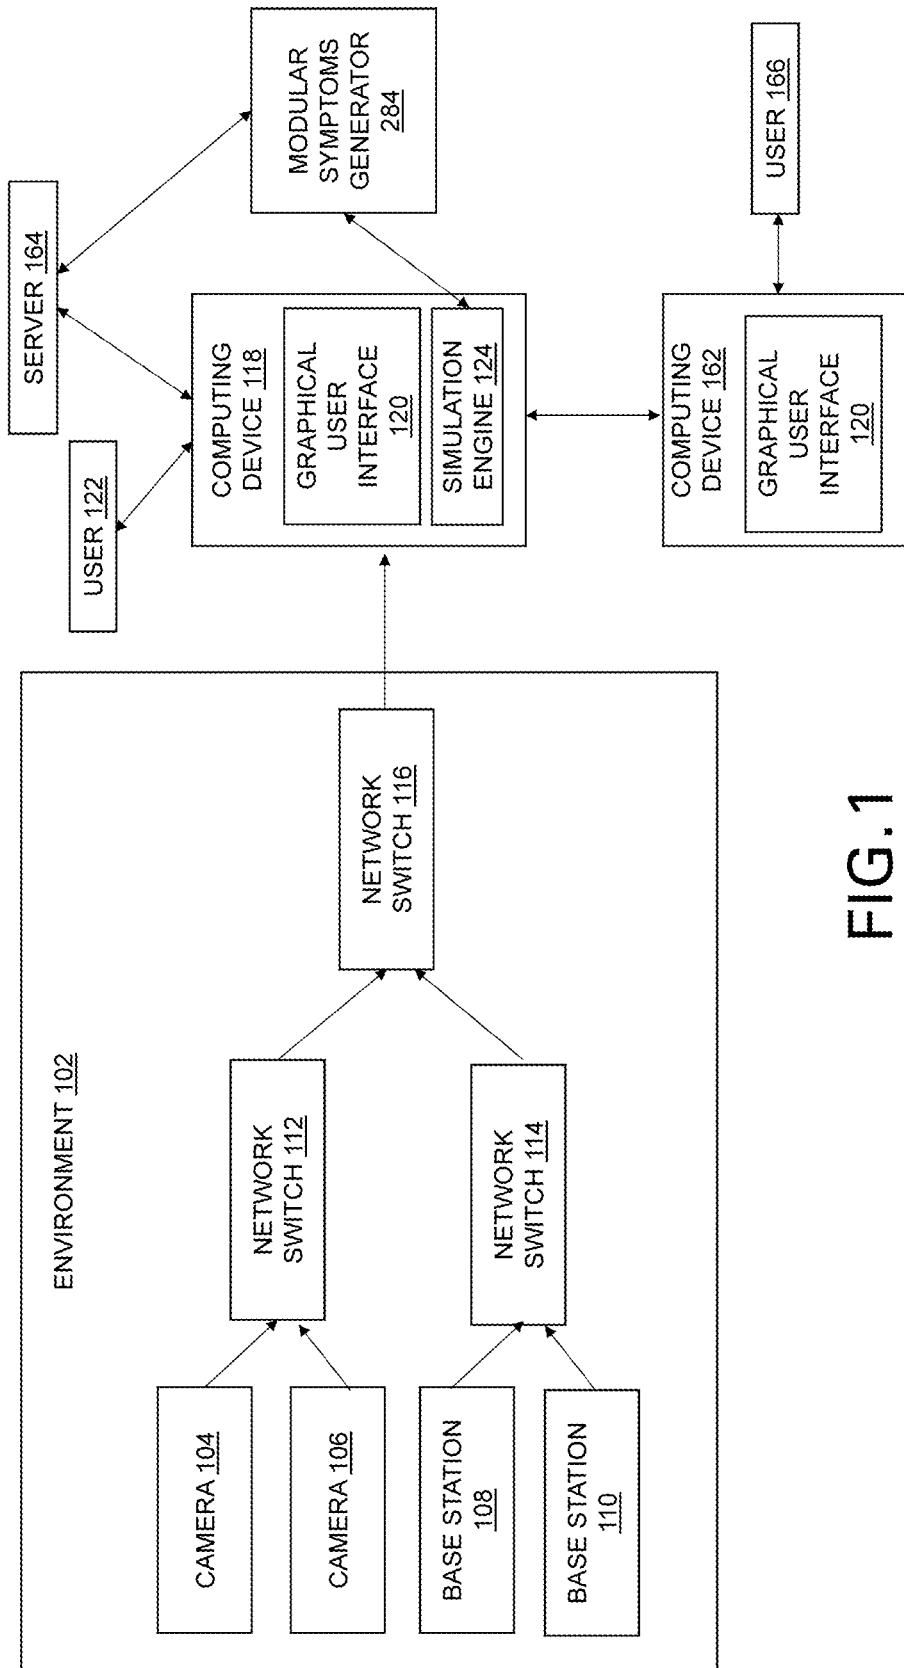 ENVIRONMENT 102
CAMERA 104
CAMERA 106
BASE STATION
108
BASE STATION
110
NETWORK
SWITCH 112
NETWORK
SWITCH 114
NETWORK
SWITCH 116
USER 122
SERVER 164
COMPUTING
DEVICE 118
GRAPHICAL
USER
INTERFACE
120
SIMULATION
ENGINE 124
MODULAR
SYMPTOMS
GENERATOR
284
COMPUTING
DEVICE 162
GRAPHICAL
USER
INTERFACE
120
USER 166
FIG. 1